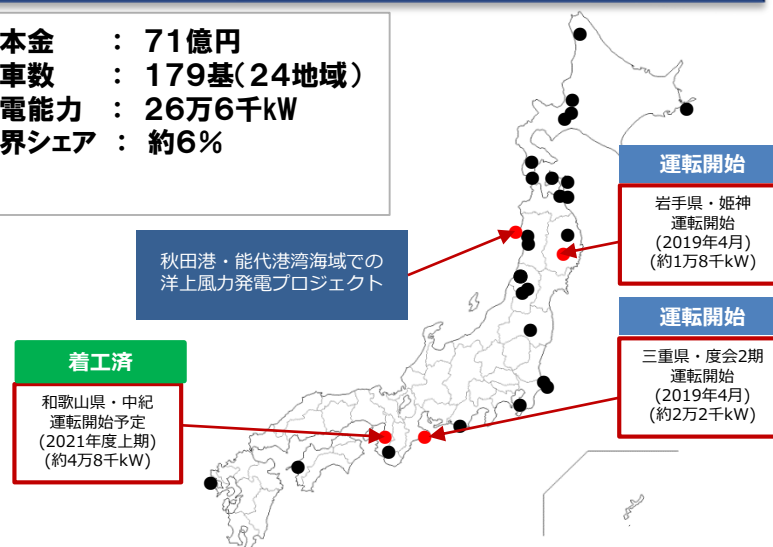 本金 ： 71億円
車数 ： 179基(24地域)
電能力 ： 26万6千kW
界シェア ： 約6%
運転開始
岩手県・姫神
運転開始
(2019年4月)
(約1万8千kW)
秋田港・能代港湾海域での
洋上風力発電プロジェクト
運転開始
三重県・度会2期
運転開始
(2019年4月)
(約2万2千kW)
着工済
和歌山県・中紀
運転開始予定
(2021年度上期)
(約4万8千kW)